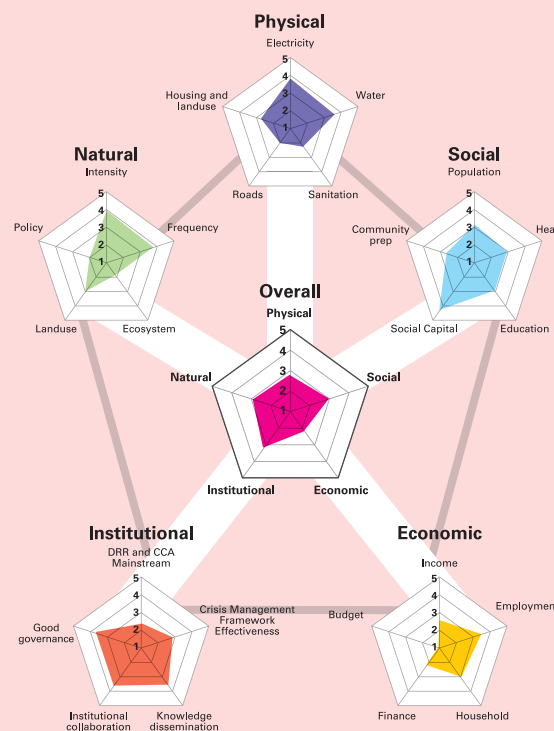 Physical
Electricity
5
4
3
2
1
Housing and
landuse
Water
Roads
Sanitation
Natural
Intensity
5
4
3
2
1
Policy
Frequency
Landuse
Ecosystem
Social
Population
5
4
3
2
1
Community
prep
Hea
Social Capital
Education
Overall
Physical
5
4
3
2
1
Natural
Social
Institutional
Economic
Institutional
DRR and CCA
Mainstream
5
4
3
2
1
Good
governance
Crisis Management
Framework
Effectiveness
Institutional
collaboration
Knowledge
dissemination
Economic
Income
5
4
3
2
1
Budget
Employment
Finance
Household